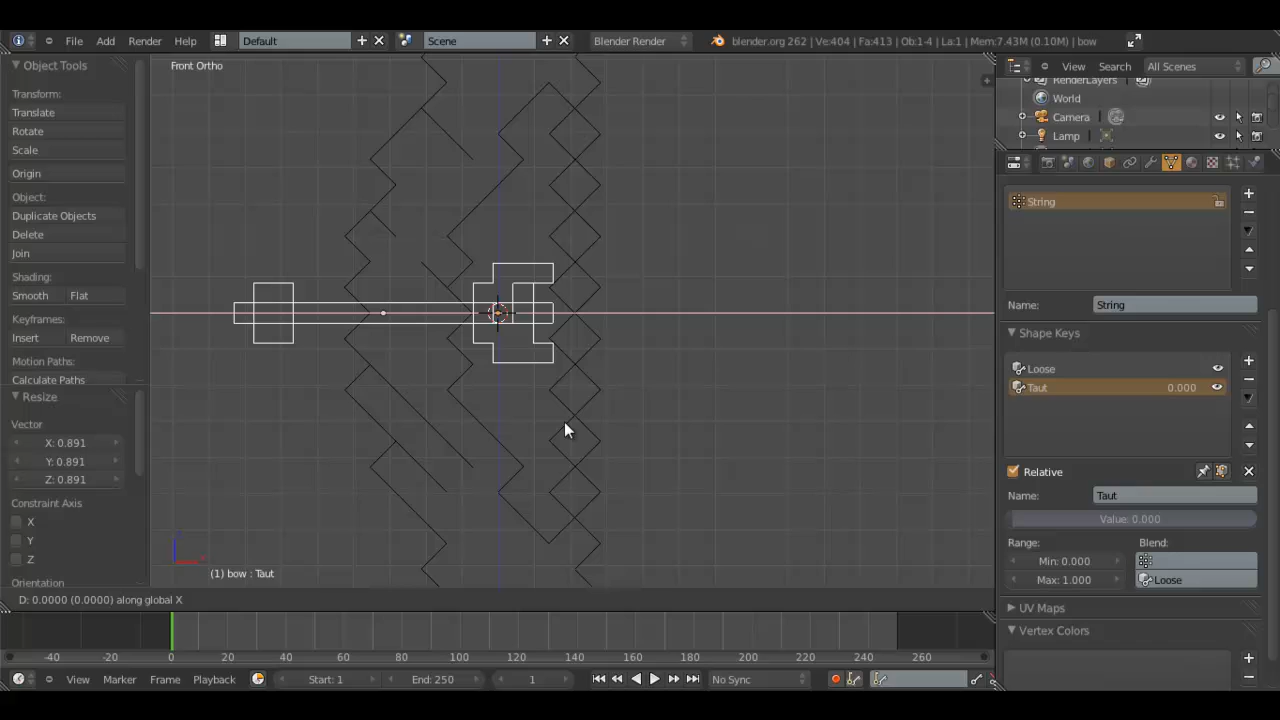 File Add Render Help Default Scene Blender Render blender.org 262 | Ve:404 | Fa:413 | Ob:1-4 | La:1 | Mem:7.43M (0.10M) | bow
Object Tools
Transform:
Translate
Rotate
Scale
Origin
Object:
Duplicate Objects
Delete
Join
Shading:
Smooth Flat
Keyframes:
Insert Remove
Motion Paths:
Calculate Paths
Resize
Vector
X: 0.891
Y: 0.891
Z: 0.891
Constraint Axis
X
Y
Z
Orientation
Front Ortho
(1) bow : Taut
D: 0.0000 (0.0000) along global X
View Search All Scenes
RenderLayers
World
Camera
Lamp
String
Name: String
Shape Keys
Loose
Taut 0.000
Relative
Name: Taut
Value: 0.000
Range: Blend:
Min: 0.000
Max: 1.000 Loose
UV Maps
Vertex Colors
-40 -20 0 20 40 60 80 100 120 140 160 180 200 220 240 260
View Marker Frame Playback Start: 1 End: 250 1 No Sync